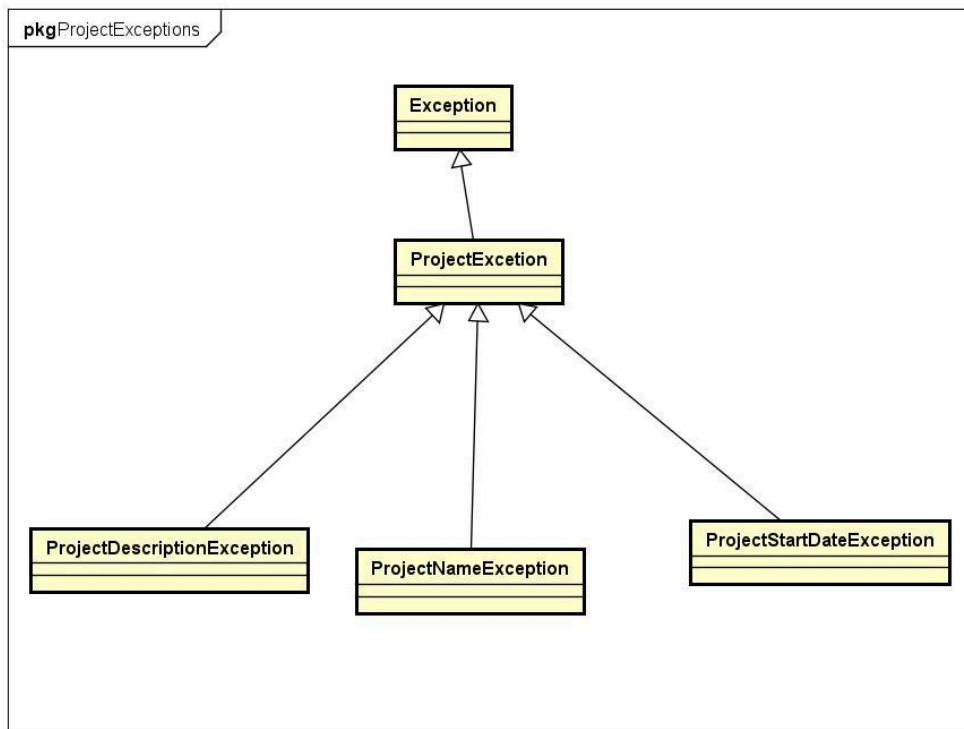 pkgProjectExceptions
Exception
ProjectExcetion
ProjectDescriptionException
ProjectNameException
ProjectStartDateException